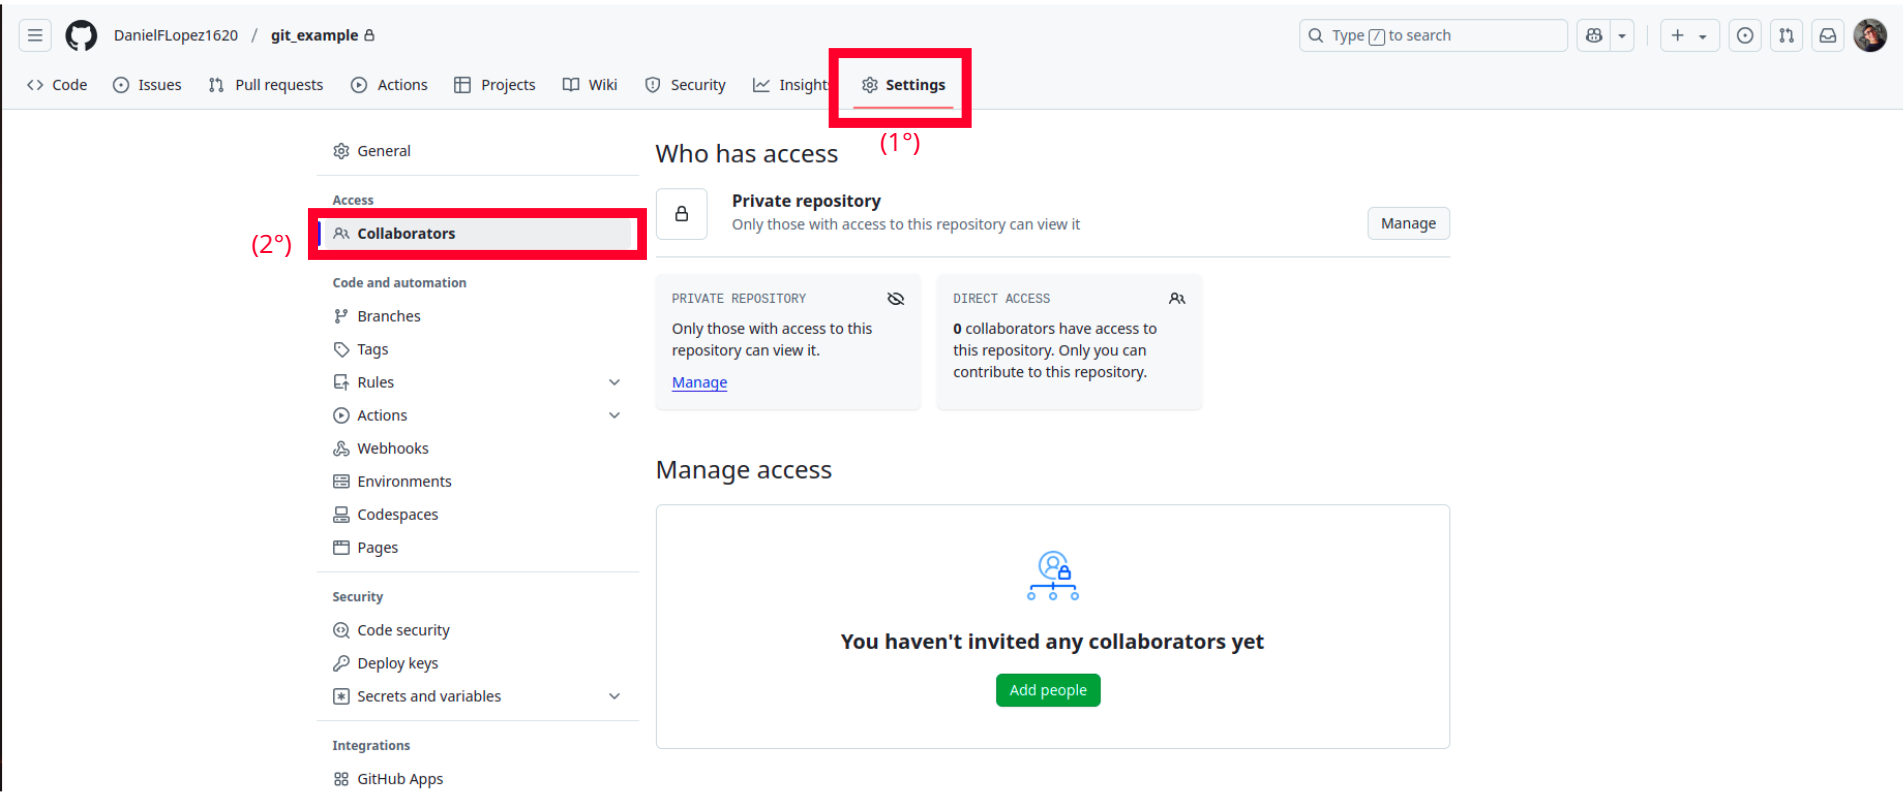 DanielFLopez1620 / git_example
Type / to search
Code Issues Pull requests Actions Projects Wiki Security Insights Settings
(1°)
General
Access
Collaborators
(2°)
Code and automation
Branches
Tags
Rules
Actions
Webhooks
Environments
Codespaces
Pages
Security
Code security
Deploy keys
Secrets and variables
Integrations
GitHub Apps
Who has access
Private repository
Only those with access to this repository can view it
Manage
PRIVATE REPOSITORY
Only those with access to this
repository can view it.
Manage
DIRECT ACCESS
0 collaborators have access to
this repository. Only you can
contribute to this repository.
Manage access
You haven't invited any collaborators yet
Add people